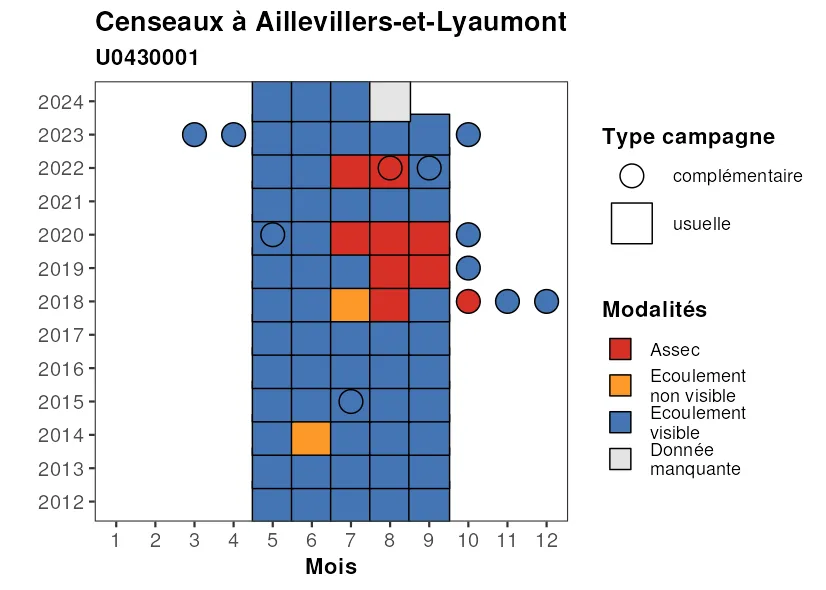 Censeaux à Aillevillers-et-Lyaumont
U0430001
2024
2023
2022
2021
2020
2019
2018
2017
2016
2015
2014
2013
2012
1 2 3 4 5 6 7 8 9 10 11 12
Mois
Type campagne
complémentaire
usuelle
Modalités
Assec
Ecoulement
non visible
Ecoulement
visible
Donnée
manquante